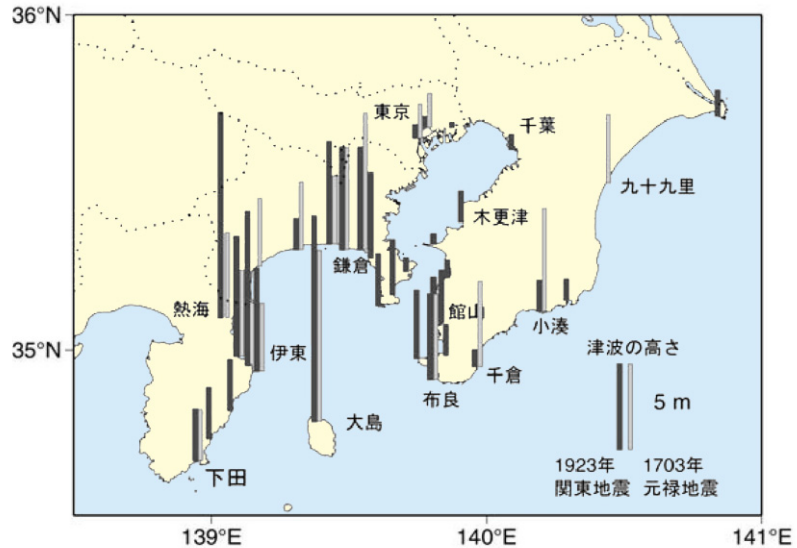 36°N
東京
千葉
九十九里
木更津
鎌倉
熱海
館山
小湊
35°N
津波の高さ
伊東
千倉
布良
5 m
大島
下田
1923年 1703年
関東地震 元禄地震
139°E 140°E 141°E